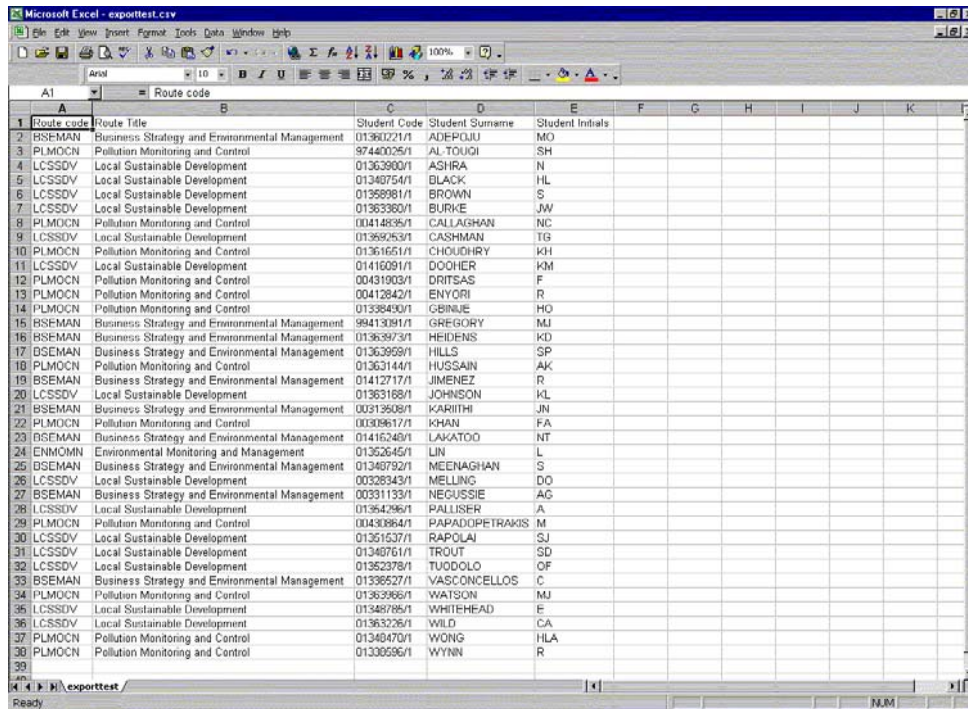 Microsoft Excel - exporttest.csv
File Edit View Insert Format Tools Data Window Help
100%
Arial 10 B I U % ,
A1 = Route code
A B C D E F G H I J K
1 Route code Route Title Student Code Student Surname Student Initials
2 BSEMAN Business Strategy and Environmental Management 01360221/1 ADEPOJU MO
3 PLMOCN Pollution Monitoring and Control 97440025/1 AL-TOUQI SH
4 LCSSDV Local Sustainable Development 01363980/1 ASHRA N
5 LCSSDV Local Sustainable Development 01348754/1 BLACK HL
6 LCSSDV Local Sustainable Development 01358981/1 BROWN S
7 LCSSDV Local Sustainable Development 01363360/1 BURKE JW
8 PLMOCN Pollution Monitoring and Control 00414835/1 CALLAGHAN NC
9 LCSSDV Local Sustainable Development 01359253/1 CASHMAN TG
10 PLMOCN Pollution Monitoring and Control 01361651/1 CHOUDHRY KH
11 LCSSDV Local Sustainable Development 01416091/1 DOOHER KM
12 PLMOCN Pollution Monitoring and Control 00431903/1 DRITSAS F
13 PLMOCN Pollution Monitoring and Control 00412842/1 ENYORI R
14 PLMOCN Pollution Monitoring and Control 01338490/1 GBINIJE HO
15 BSEMAN Business Strategy and Environmental Management 99413091/1 GREGORY MJ
16 BSEMAN Business Strategy and Environmental Management 01363973/1 HEIDENS KD
17 BSEMAN Business Strategy and Environmental Management 01363959/1 HILLS SP
18 PLMOCN Pollution Monitoring and Control 01363144/1 HUSSAIN AK
19 BSEMAN Business Strategy and Environmental Management 01412717/1 JIMENEZ R
20 LCSSDV Local Sustainable Development 01363168/1 JOHNSON KL
21 BSEMAN Business Strategy and Environmental Management 00313508/1 KARIITHI JN
22 PLMOCN Pollution Monitoring and Control 00309617/1 KHAN FA
23 BSEMAN Business Strategy and Environmental Management 01416248/1 LAKATOO NT
24 ENMOMN Environmental Monitoring and Management 01352645/1 LIN L
25 BSEMAN Business Strategy and Environmental Management 01348792/1 MEENAGHAN S
26 LCSSDV Local Sustainable Development 00328343/1 MELLING DO
27 BSEMAN Business Strategy and Environmental Management 00331133/1 NEGUSSIE AG
28 LCSSDV Local Sustainable Development 01354296/1 PALLISER A
29 PLMOCN Pollution Monitoring and Control 00430864/1 PAPADOPETRAKIS M
30 LCSSDV Local Sustainable Development 01351537/1 RAPOLAI SJ
31 LCSSDV Local Sustainable Development 01348761/1 TROUT SD
32 LCSSDV Local Sustainable Development 01352378/1 TUODOLO OF
33 BSEMAN Business Strategy and Environmental Management 01338527/1 VASCONCELLOS C
34 PLMOCN Pollution Monitoring and Control 01363966/1 WATSON MJ
35 LCSSDV Local Sustainable Development 01348785/1 WHITEHEAD E
36 LCSSDV Local Sustainable Development 01363226/1 WILD CA
37 PLMOCN Pollution Monitoring and Control 01348470/1 WONG HLA
38 PLMOCN Pollution Monitoring and Control 01338596/1 WYNN R
39
exporttest
Ready NUM